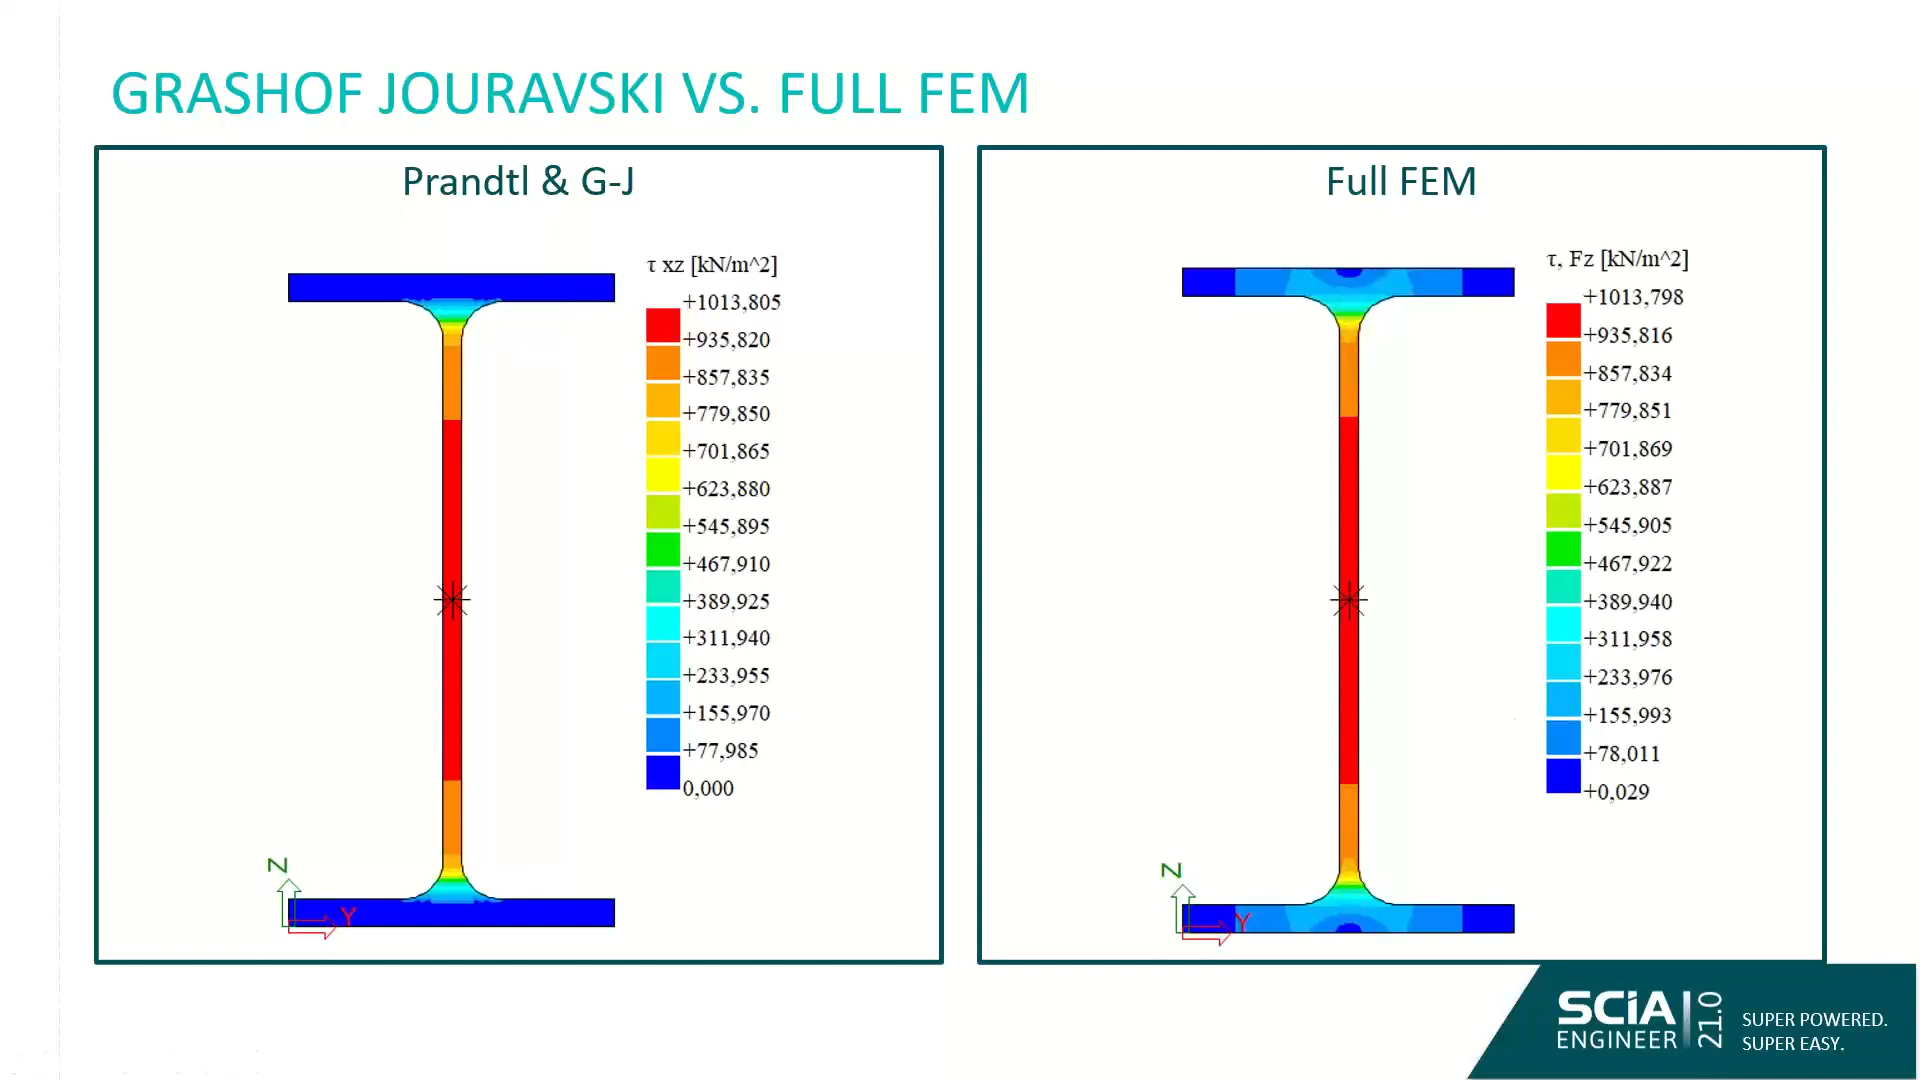 GRASHOF JOURAVSKI VS. FULL FEM
Prandtl & G-J
τ xz [kN/m^2]
+1013,805
+935,820
+857,835
+779,850
+701,865
+623,880
+545,895
+467,910
+389,925
+311,940
+233,955
+155,970
+77,985
0,000
Z
Y
Full FEM
τ, Fz [kN/m^2]
+1013,798
+935,816
+857,834
+779,851
+701,869
+623,887
+545,905
+467,922
+389,940
+311,958
+233,976
+155,993
+78,011
+0,029
Z
Y
SCiA
ENGINEER
21.0
SUPER POWERED.
SUPER EASY.